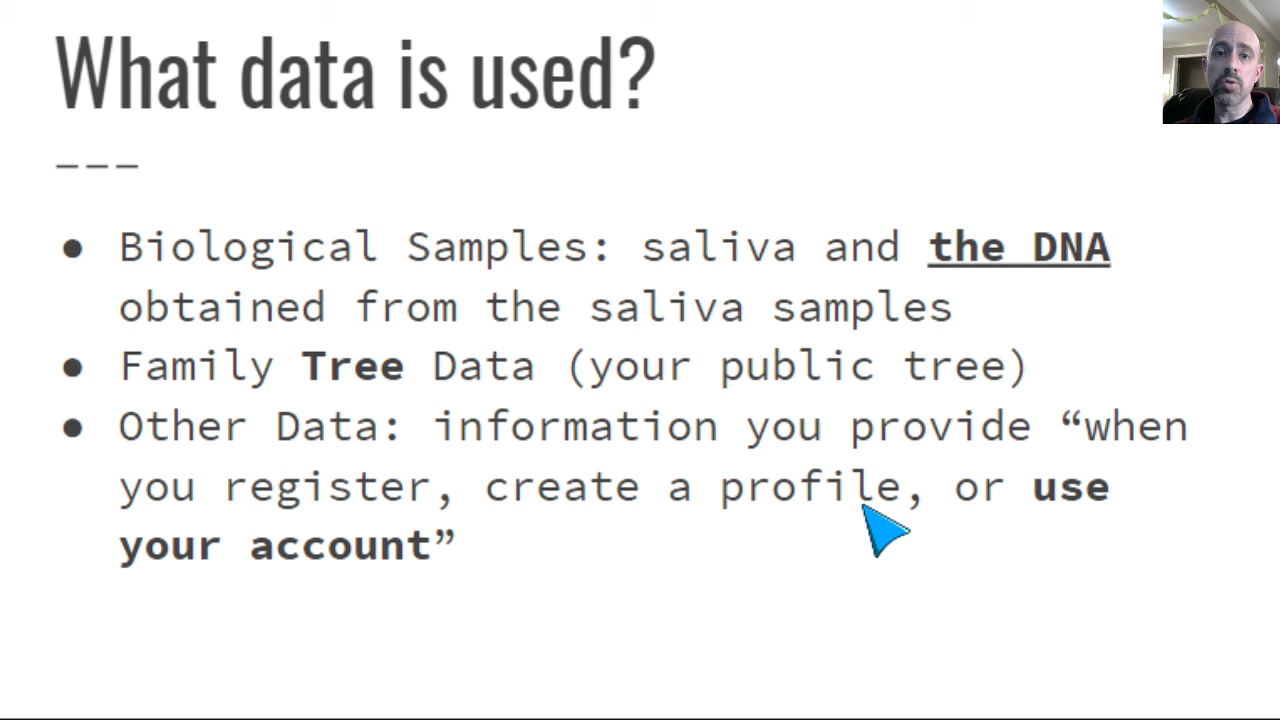 What data is used?
---
● Biological Samples: saliva and the DNA
obtained from the saliva samples
● Family Tree Data (your public tree)
● Other Data: information you provide “when
you register, create a profile, or use
your account”